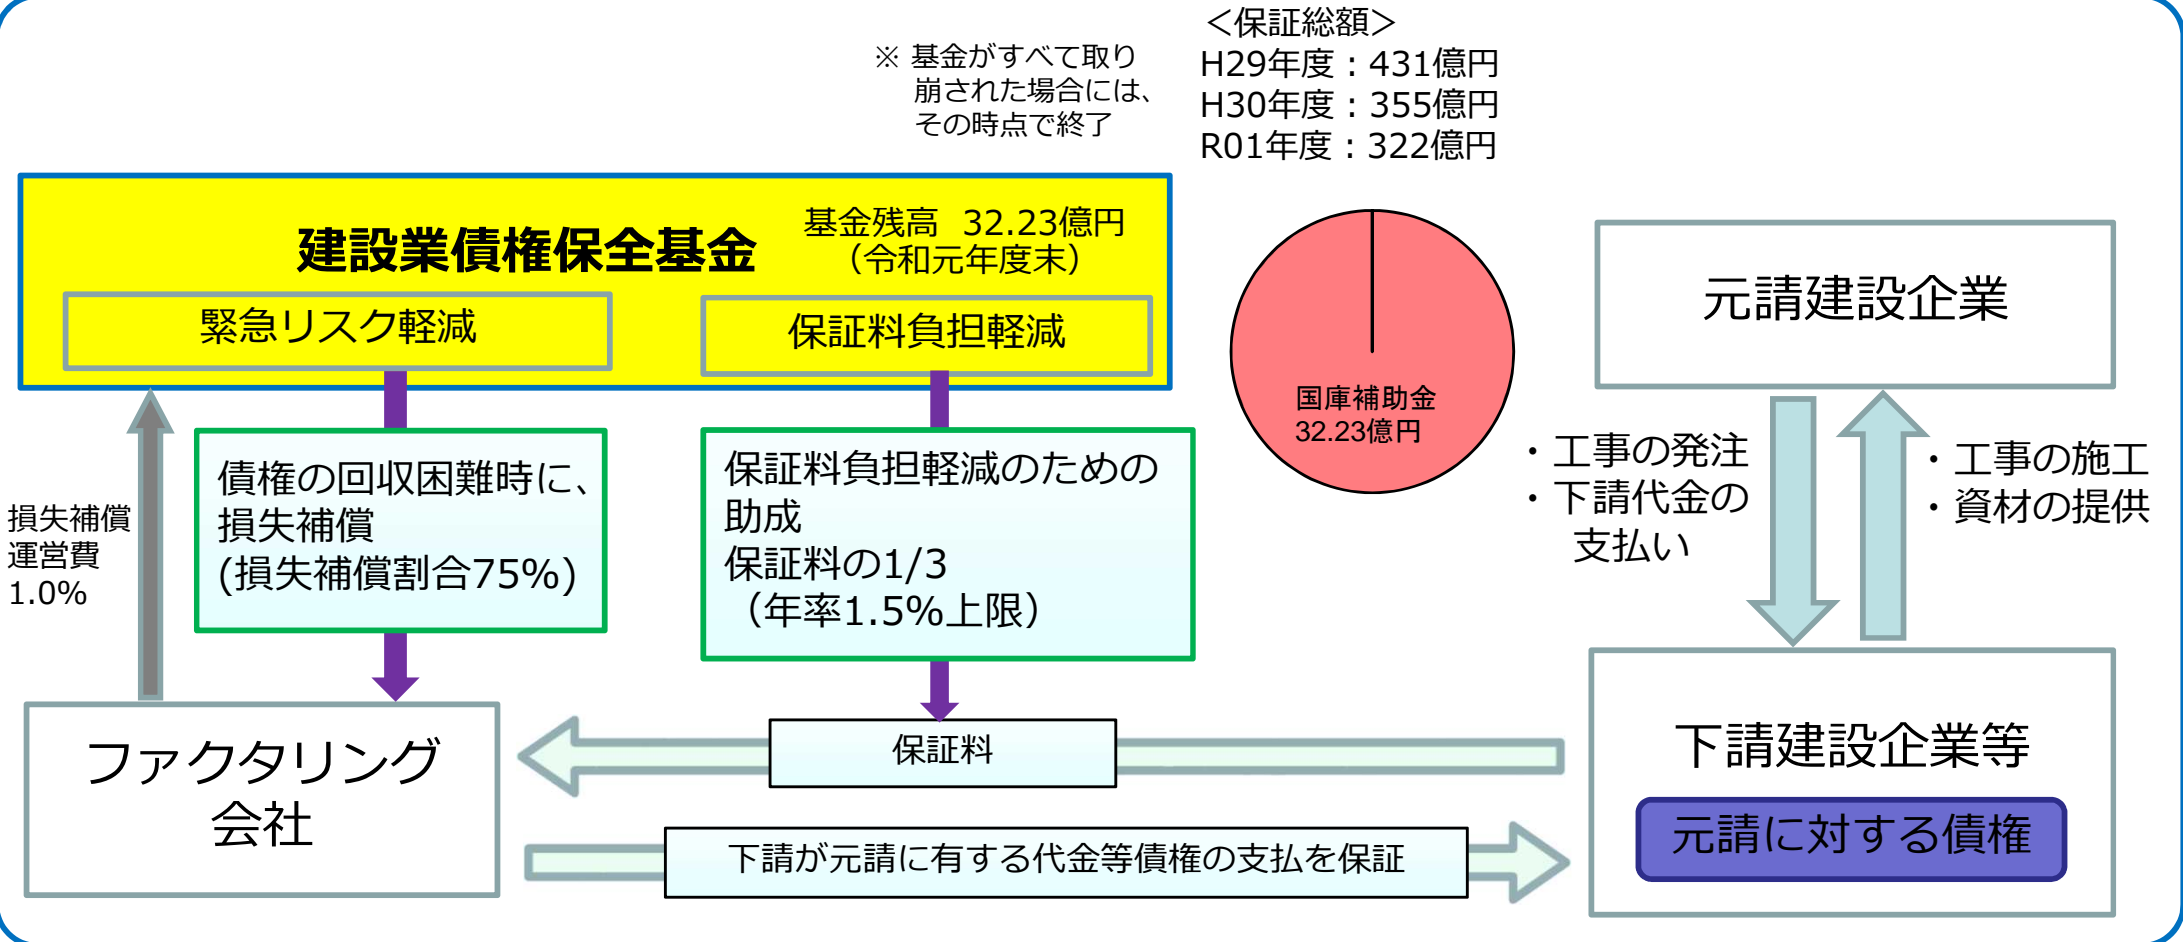 ※ 基金がすべて取り
崩された場合には、
その時点で終了
＜保証総額＞
H29年度：431億円
H30年度：355億円
R01年度：322億円
建設業債権保全基金
基金残高 32.23億円
（令和元年度末）
緊急リスク軽減
保証料負担軽減
国庫補助金
32.23億円
元請建設企業
損失補償
運営費
1.0%
債権の回収困難時に、
損失補償
(損失補償割合75%)
保証料負担軽減のための
助成
保証料の1/3
（年率1.5%上限）
・工事の発注
・下請代金の
支払い
・工事の施工
・資材の提供
ファクタリング
会社
保証料
下請が元請に有する代金等債権の支払を保証
下請建設企業等
元請に対する債権